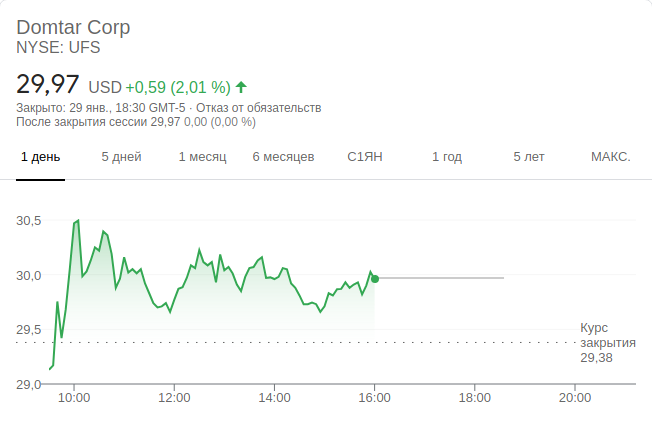 Domtar Corp
NYSE: UFS
29,97 USD +0,59 (2,01 %)
Закрыто: 29 янв., 18:30 GMT-5 · Отказ от обязательств
После закрытия сессии 29,97 0,00 (0,00 %)
1 день 5 дней 1 месяц 6 месяцев С1ЯН 1 год 5 лет МАКС.
30,5
30,0
29,5
Курс
закрытия
29,38
29,0
10:00 12:00 14:00 16:00 18:00 20:00